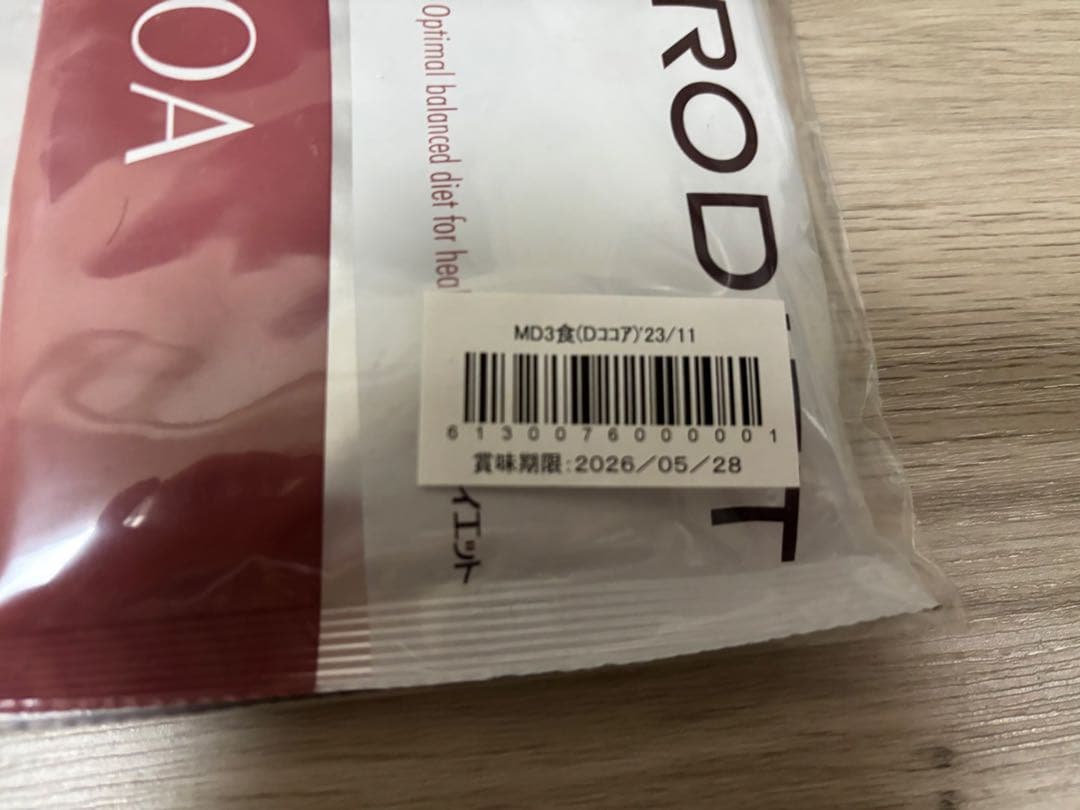 OA
Optimal balanced diet for heal
ROD
T
MD3食(Dココア)'23/11
6130076000001
賞味期限:2026/05/28
イエット